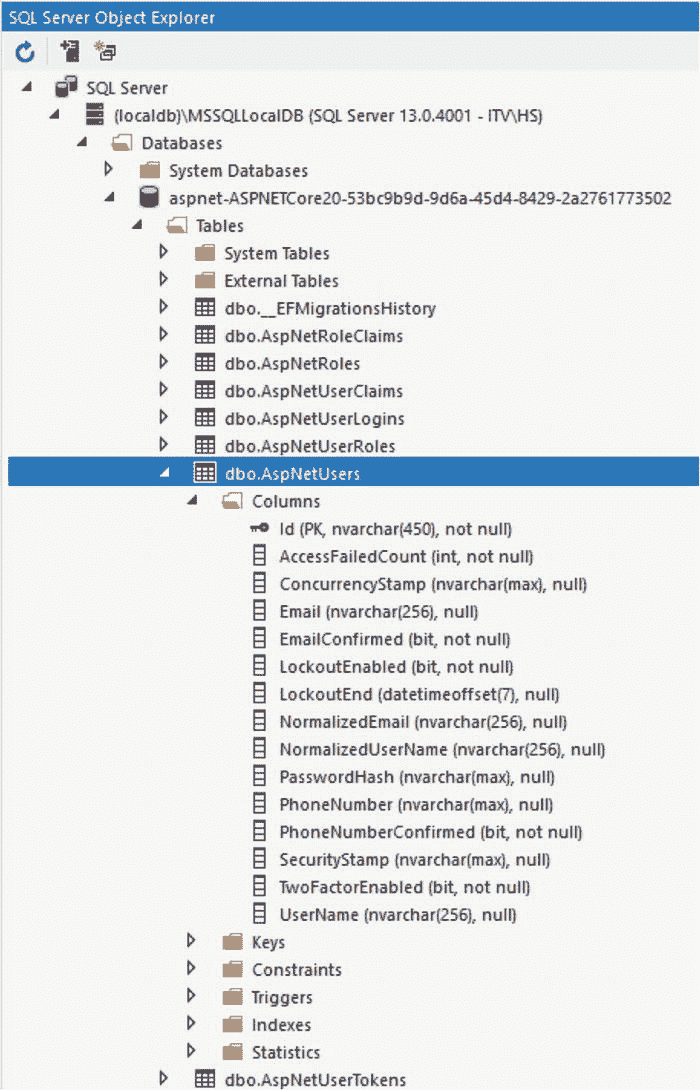 SQL Server Object Explorer
SQL Server
(localdb)\MSSQLLocalDB (SQL Server 13.0.4001 - ITV\HS)
Databases
System Databases
aspnet-ASPNETCore20-53bc9b9d-9d6a-45d4-8429-2a2761773502
Tables
System Tables
External Tables
dbo.__EFMigrationsHistory
dbo.AspNetRoleClaims
dbo.AspNetRoles
dbo.AspNetUserClaims
dbo.AspNetUserLogins
dbo.AspNetUserRoles
dbo.AspNetUsers
Columns
Id (PK, nvarchar(450), not null)
AccessFailedCount (int, not null)
ConcurrencyStamp (nvarchar(max), null)
Email (nvarchar(256), null)
EmailConfirmed (bit, not null)
LockoutEnabled (bit, not null)
LockoutEnd (datetimeoffset(7), null)
NormalizedEmail (nvarchar(256), null)
NormalizedUserName (nvarchar(256), null)
PasswordHash (nvarchar(max), null)
PhoneNumber (nvarchar(max), null)
PhoneNumberConfirmed (bit, not null)
SecurityStamp (nvarchar(max), null)
TwoFactorEnabled (bit, not null)
UserName (nvarchar(256), null)
Keys
Constraints
Triggers
Indexes
Statistics
dbo.AspNetUserTokens